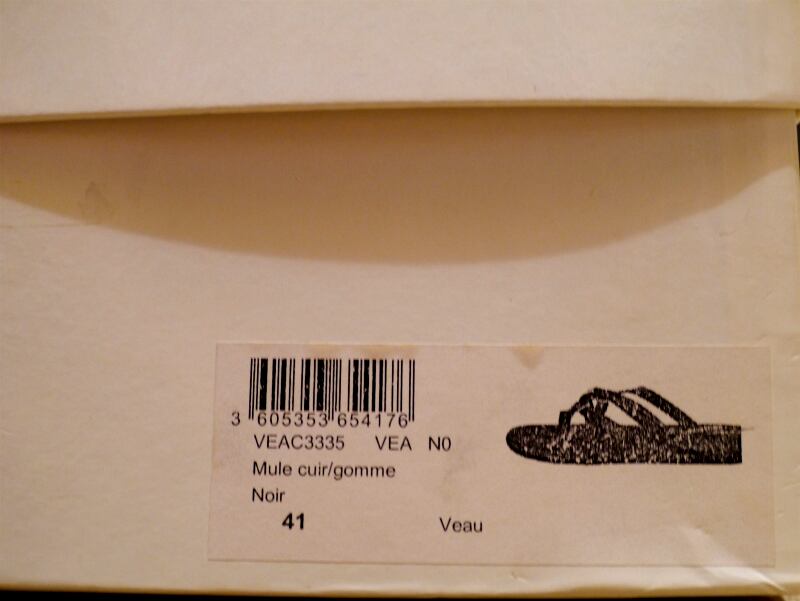 3 605353 654176
VEAC3335 VEA N0
Mule cuir/gomme
Noir
41 Veau